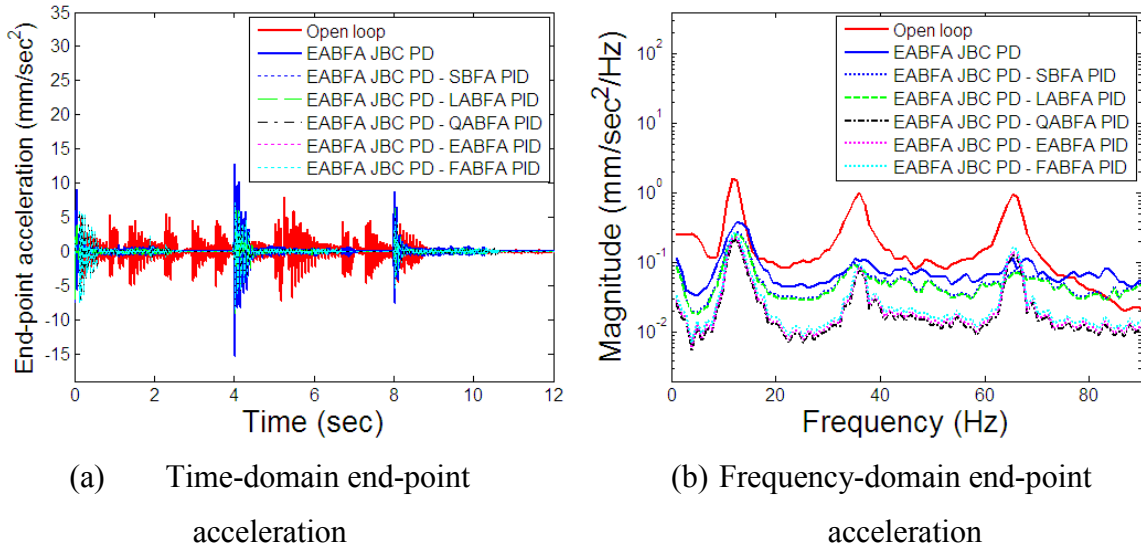 35
30
25
20
15
10
5
0
-5
-10
-15
0 2 4 6 8 10 12
End-point acceleration (mm/sec²)
Time (sec)
Open loop
EABFA JBC PD
EABFA JBC PD - SBFA PID
EABFA JBC PD - LABFA PID
EABFA JBC PD - QABFA PID
EABFA JBC PD - EABFA PID
EABFA JBC PD - FABFA PID
10²
10¹
10⁰
10⁻¹
10⁻²
0 20 40 60 80
Magnitude (mm/sec²/Hz)
Frequency (Hz)
Open loop
EABFA JBC PD
EABFA JBC PD - SBFA PID
EABFA JBC PD - LABFA PID
EABFA JBC PD - QABFA PID
EABFA JBC PD - EABFA PID
EABFA JBC PD - FABFA PID
(a) Time-domain end-point
acceleration
(b) Frequency-domain end-point
acceleration